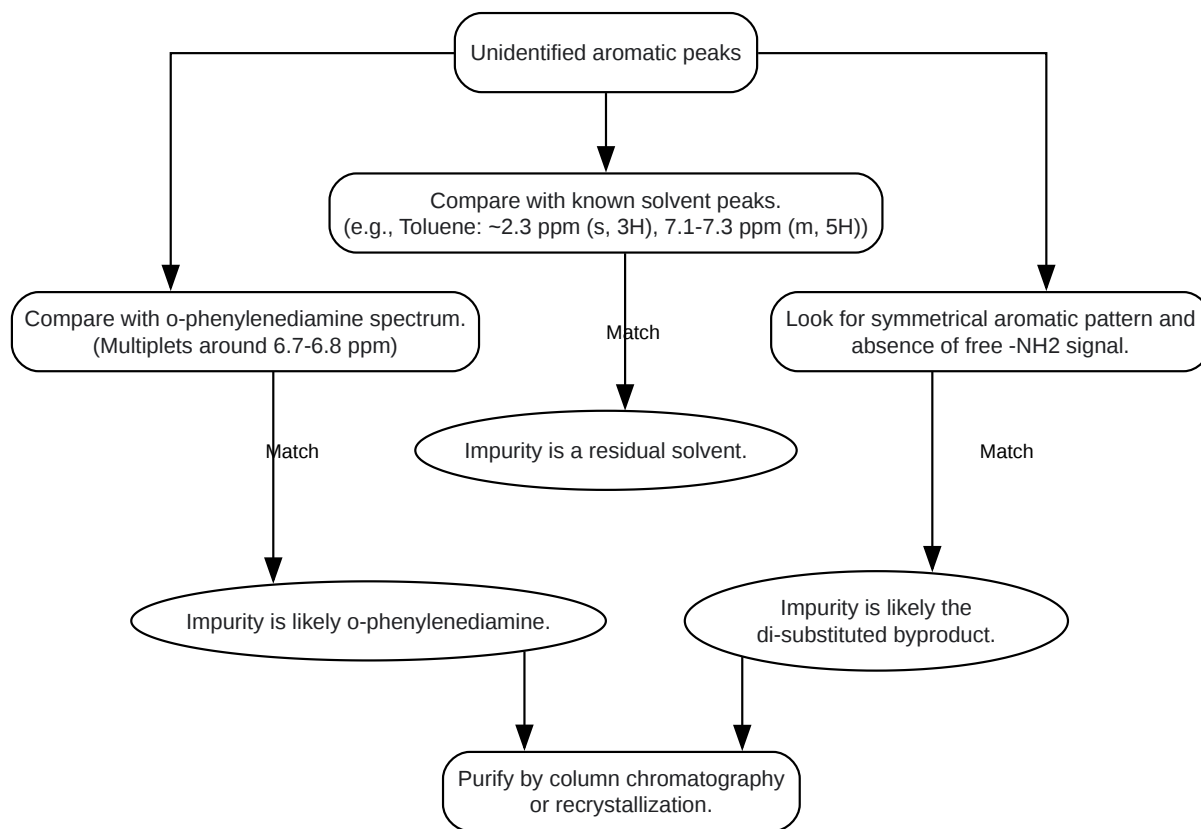 Unidentified aromatic peaks
Compare with known solvent peaks.
(e.g., Toluene: ~2.3 ppm (s, 3H), 7.1-7.3 ppm (m, 5H))
Compare with o-phenylenediamine spectrum.
(Multiplets around 6.7-6.8 ppm)
Look for symmetrical aromatic pattern and
absence of free -NH2 signal.
Match
Impurity is a residual solvent.
Match
Match
Impurity is likely o-phenylenediamine.
Impurity is likely the
di-substituted byproduct.
Purify by column chromatography
or recrystallization.